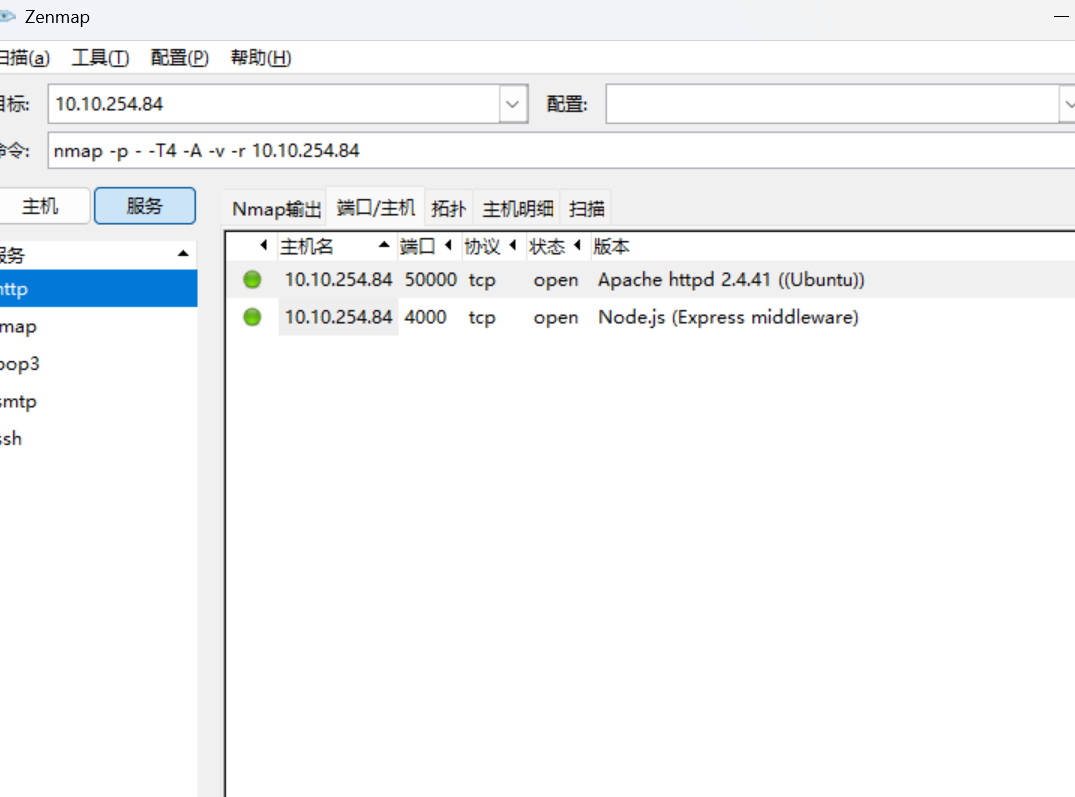 Zenmap
扫描(a) 工具(T) 配置(P) 帮助(H)
目标: 10.10.254.84 配置:
命令: nmap -p - -T4 -A -v -r 10.10.254.84
主机 服务 Nmap输出 端口/主机 拓扑 主机明细 扫描
服务 主机名 端口 协议 状态 版本
http 10.10.254.84 50000 tcp open Apache httpd 2.4.41 ((Ubuntu))
map 10.10.254.84 4000 tcp open Node.js (Express middleware)
pop3
smtp
ssh